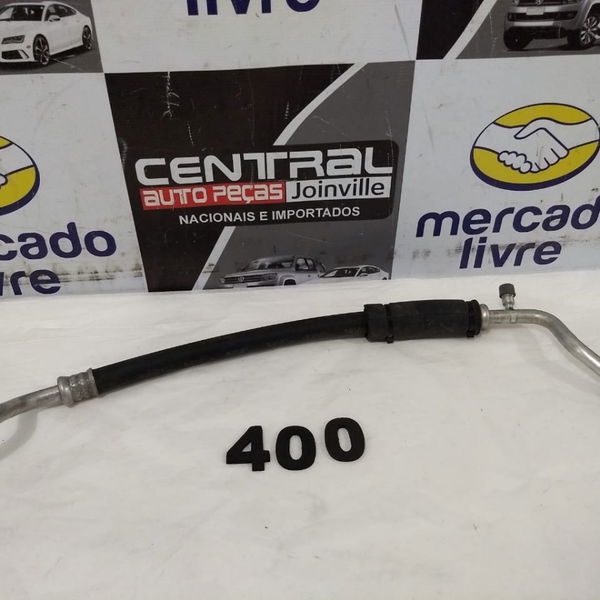 livre
CENTRAL
AUTO PEÇAS Joinville
NACIONAIS E IMPORTADOS
mercado
livre
mercado
livre
400